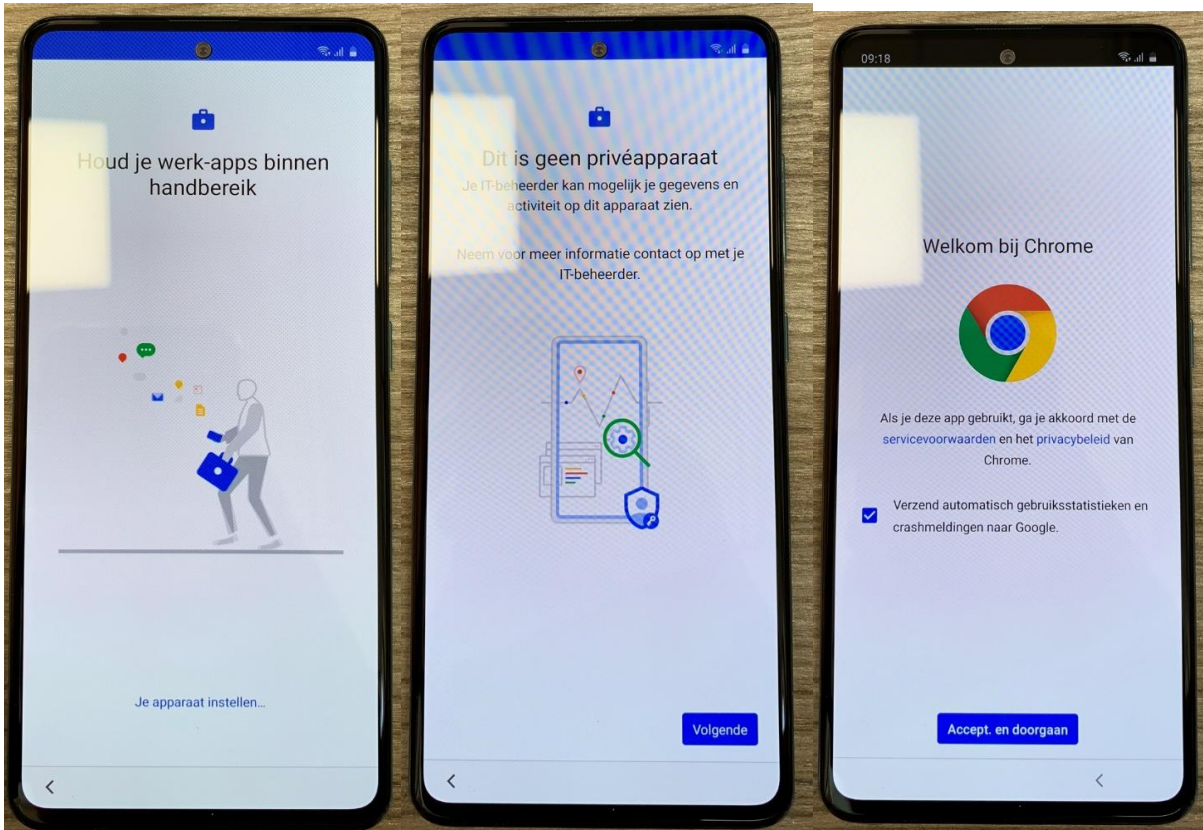 Houd je werk-apps binnen
handbereik
Je apparaat instellen...
Dit is geen privéapparaat
Je IT-beheerder kan mogelijk je gegevens en
activiteit op dit apparaat zien.
Neem voor meer informatie contact op met je
IT-beheerder.
Volgende
09:18
Welkom bij Chrome
Als je deze app gebruikt, ga je akkoord met de
servicevoorwaarden en het privacybeleid van
Chrome.
Verzend automatisch gebruiksstatistieken en
crashmeldingen naar Google.
Accept. en doorgaan